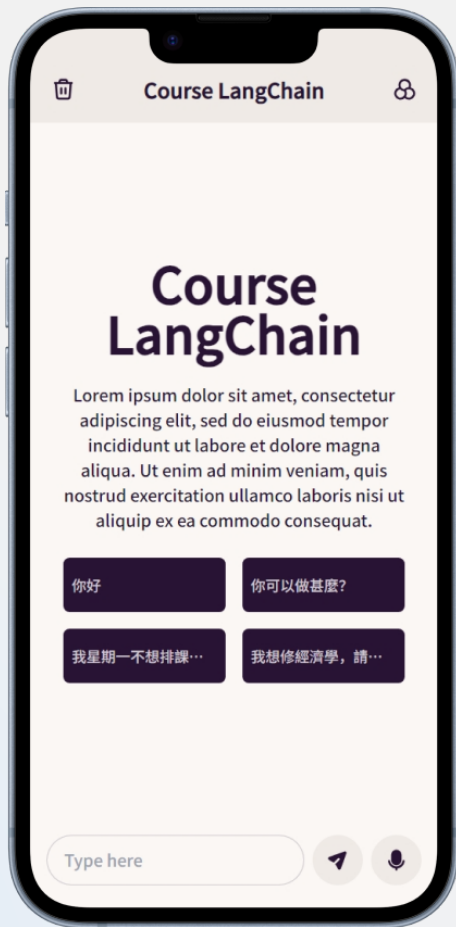 Course LangChain
Course
LangChain
Lorem ipsum dolor sit amet, consectetur
adipiscing elit, sed do eiusmod tempor
incididunt ut labore et dolore magna
aliqua. Ut enim ad minim veniam, quis
nostrud exercitation ullamco laboris nisi ut
aliquip ex ea commodo consequat.
你好
你可以做甚麼?
我星期一不想排課…
我想修經濟學，請…
Type here